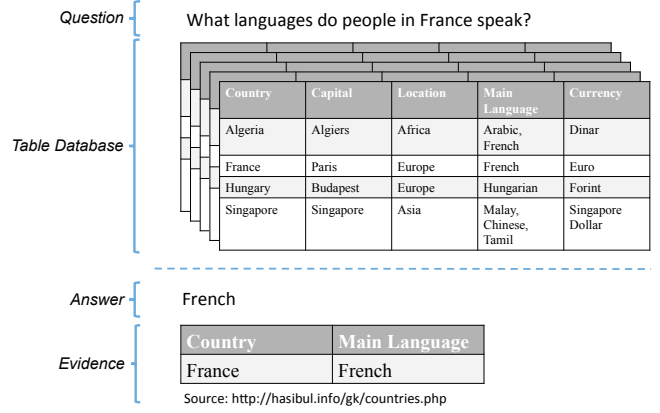 Question
What languages do people in France speak?
Table Database
Country Capital Location Main Language Currency
Algeria Algiers Africa Arabic, French Dinar
France Paris Europe French Euro
Hungary Budapest Europe Hungarian Forint
Singapore Singapore Asia Malay, Chinese, Tamil Singapore Dollar
Answer
French
Evidence
Country Main Language
France French
Source: http://hasibul.info/gk/countries.php